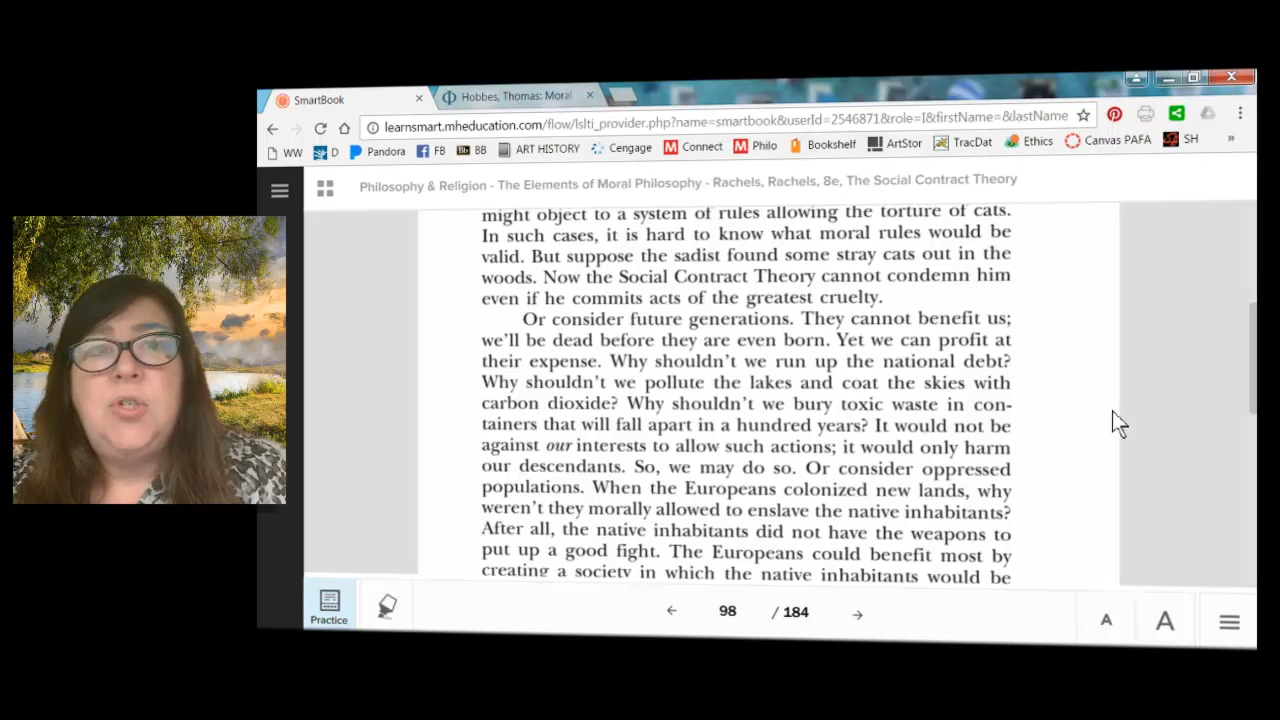 SmartBook
Hobbes, Thomas: Moral
learnsmart.mheducation.com/flow/lslti_provider.php?name=smartbook&userId=2546871&role=I&firstName=&lastName
WW D Pandora FB BB ART HISTORY Cengage Connect Philo Bookshelf ArtStor TracDat Ethics Canvas PAFA SH »
Philosophy & Religion - The Elements of Moral Philosophy - Rachels, Rachels, 8e, The Social Contract Theory
might object to a system of rules allowing the torture of cats.
In such cases, it is hard to know what moral rules would be
valid. But suppose the sadist found some stray cats out in the
woods. Now the Social Contract Theory cannot condemn him
even if he commits acts of the greatest cruelty.
Or consider future generations. They cannot benefit us;
we'll be dead before they are even born. Yet we can profit at
their expense. Why shouldn't we run up the national debt?
Why shouldn't we pollute the lakes and coat the skies with
carbon dioxide? Why shouldn't we bury toxic waste in con-
tainers that will fall apart in a hundred years? It would not be
against our interests to allow such actions; it would only harm
our descendants. So, we may do so. Or consider oppressed
populations. When the Europeans colonized new lands, why
weren't they morally allowed to enslave the native inhabitants?
After all, the native inhabitants did not have the weapons to
put up a good fight. The Europeans could benefit most by
creating a society in which the native inhabitants would be
Practice
98 / 184
A A